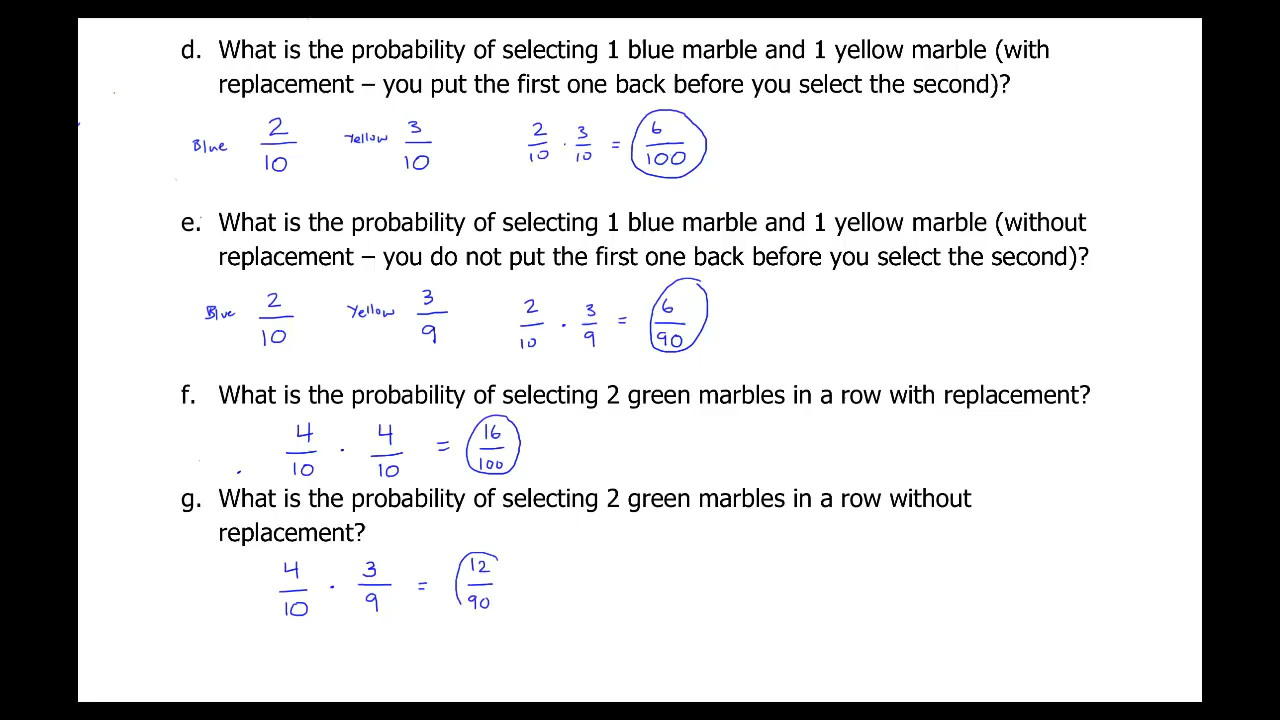 d. What is the probability of selecting 1 blue marble and 1 yellow marble (with
replacement – you put the first one back before you select the second)?
Blue 2/10 Yellow 3/10 2/10 · 3/10 = 6/100
e. What is the probability of selecting 1 blue marble and 1 yellow marble (without
replacement – you do not put the first one back before you select the second)?
Blue 2/10 Yellow 3/9 2/10 · 3/9 = 6/90
f. What is the probability of selecting 2 green marbles in a row with replacement?
4/10 · 4/10 = 16/100
g. What is the probability of selecting 2 green marbles in a row without
replacement?
4/10 · 3/9 = 12/90